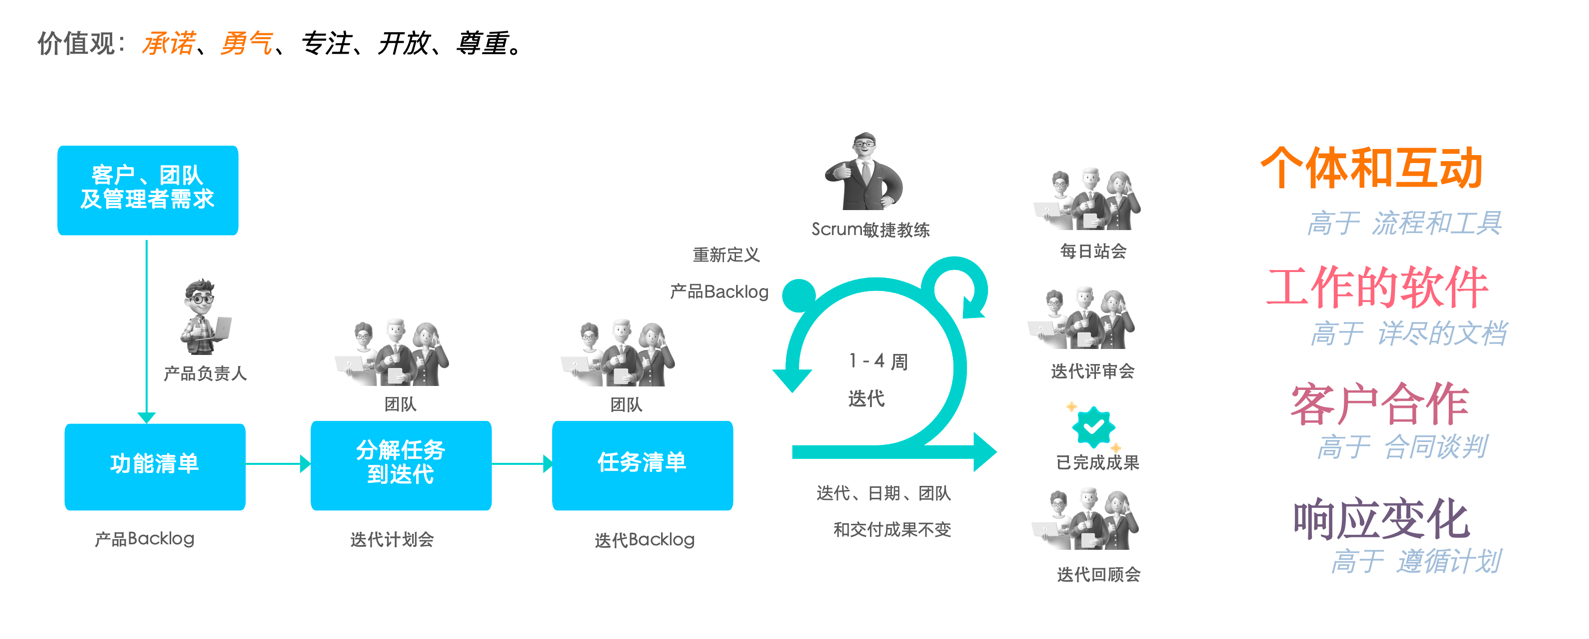 价值观：承诺、勇气、专注、开放、尊重。
客户、团队
及管理者需求
产品负责人
功能清单
产品Backlog
团队
分解任务
到迭代
迭代计划会
团队
任务清单
迭代Backlog
Scrum敏捷教练
重新定义
产品Backlog
1 - 4 周
迭代
迭代、日期、团队
和交付成果不变
每日站会
迭代评审会
已完成成果
迭代回顾会
个体和互动
高于 流程和工具
工作的软件
高于 详尽的文档
客户合作
高于 合同谈判
响应变化
高于 遵循计划